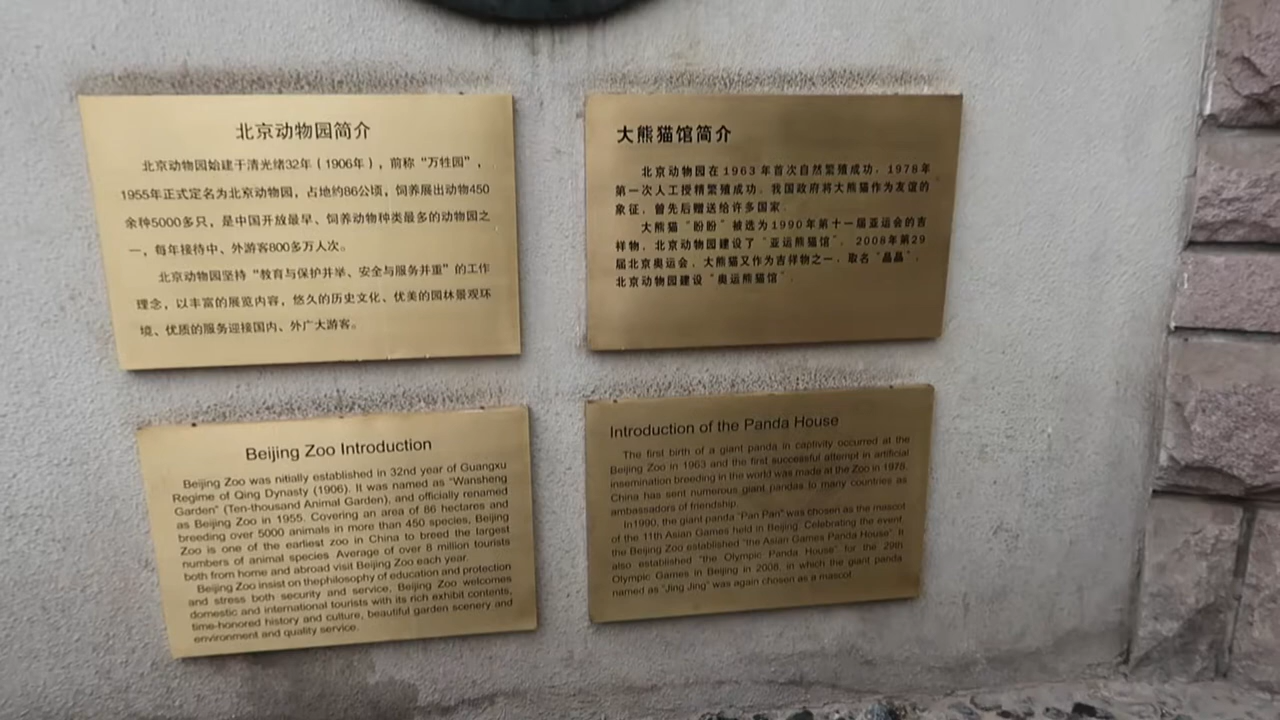 北京动物园简介
北京动物园始建于清光绪32年（1906年），前称“万牲园”，
1955年正式定名为北京动物园，占地约86公顷，饲养展出动物450
余种5000多只，是中国开放最早、饲养动物种类最多的动物园之
一，每年接待中、外游客800多万人次。
北京动物园坚持“教育与保护并举、安全与服务并重”的工作
理念，以丰富的展览内容，悠久的历史文化、优美的园林景观环
境、优质的服务迎接国内、外广大游客。
大熊猫馆简介
北京动物园在1963年首次自然繁殖成功，1978年
第一次人工授精繁殖成功，我国政府将大熊猫作为友谊的
象征，曾先后赠送给许多国家。
大熊猫“盼盼”被选为1990年第十一届亚运会的吉
祥物，北京动物园建设了“亚运熊猫馆”，2008年第29
届北京奥运会，大熊猫又作为吉祥物之一，取名“晶晶”，
北京动物园建设“奥运熊猫馆”。
Beijing Zoo Introduction
Beijing Zoo was nitially established in 32nd year of Guangxu
Regime of Qing Dynasty (1906). It was named as “Wansheng
Garden” (Ten-thousand Animal Garden), and officially renamed
as Beijing Zoo in 1955. Covering an area of 86 hectares and
breeding over 5000 animals in more than 450 species, Beijing
Zoo is one of the earliest zoo in China to breed the largest
numbers of animal species. Average of over 8 million tourists
both from home and abroad visit Beijing Zoo each year.
Beijing Zoo insist on thephilosophy of education and protection
and stress both security and service. Beijing Zoo welcomes
domestic and international tourists with its rich exhibit contents,
time-honored history and culture, beautiful garden scenery and
environment and quality service.
Introduction of the Panda House
The first birth of a giant panda in captivity occurred at the
Beijing Zoo in 1963 and the first successful attempt in artificial
insemination breeding in the world was made at the Zoo in 1978.
China has sent numerous giant pandas to many countries as
ambassadors of friendship.
In1990, the giant panda “Pan Pan” was chosen as the mascot
of the 11th Asian Games held in Beijing. Celebrating the event,
the Beijing Zoo established “the Asian Games Panda House”. It
also established “the Olympic Panda House” for the 29th
Olympic Games in Beijing in 2008, in which the giant panda
named as “Jing Jing” was again chosen as a mascot